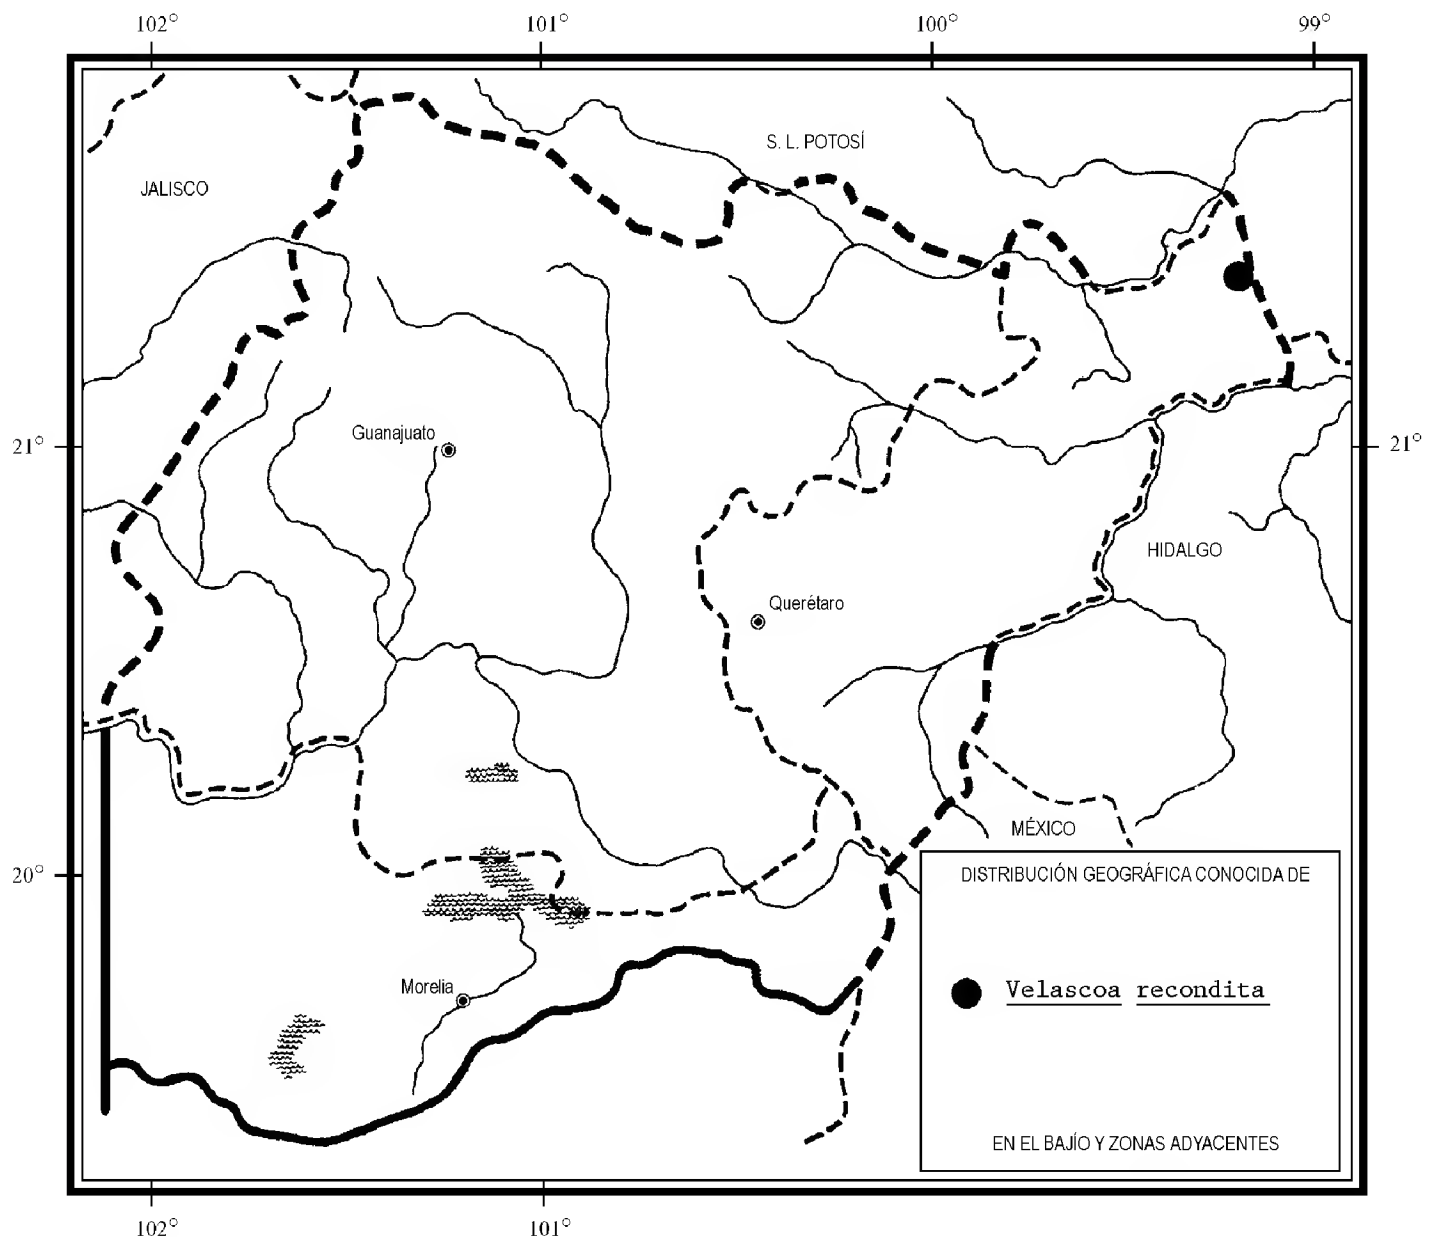 102° 101° 100° 99°
S. L. POTOSÍ
JALISCO
Guanajuato
21° 21°
HIDALGO
Querétaro
MÉXICO
20°
DISTRIBUCIÓN GEOGRÁFICA CONOCIDA DE
Morelia
Velascoa recondita
EN EL BAJÍO Y ZONAS ADYACENTES
102° 101°